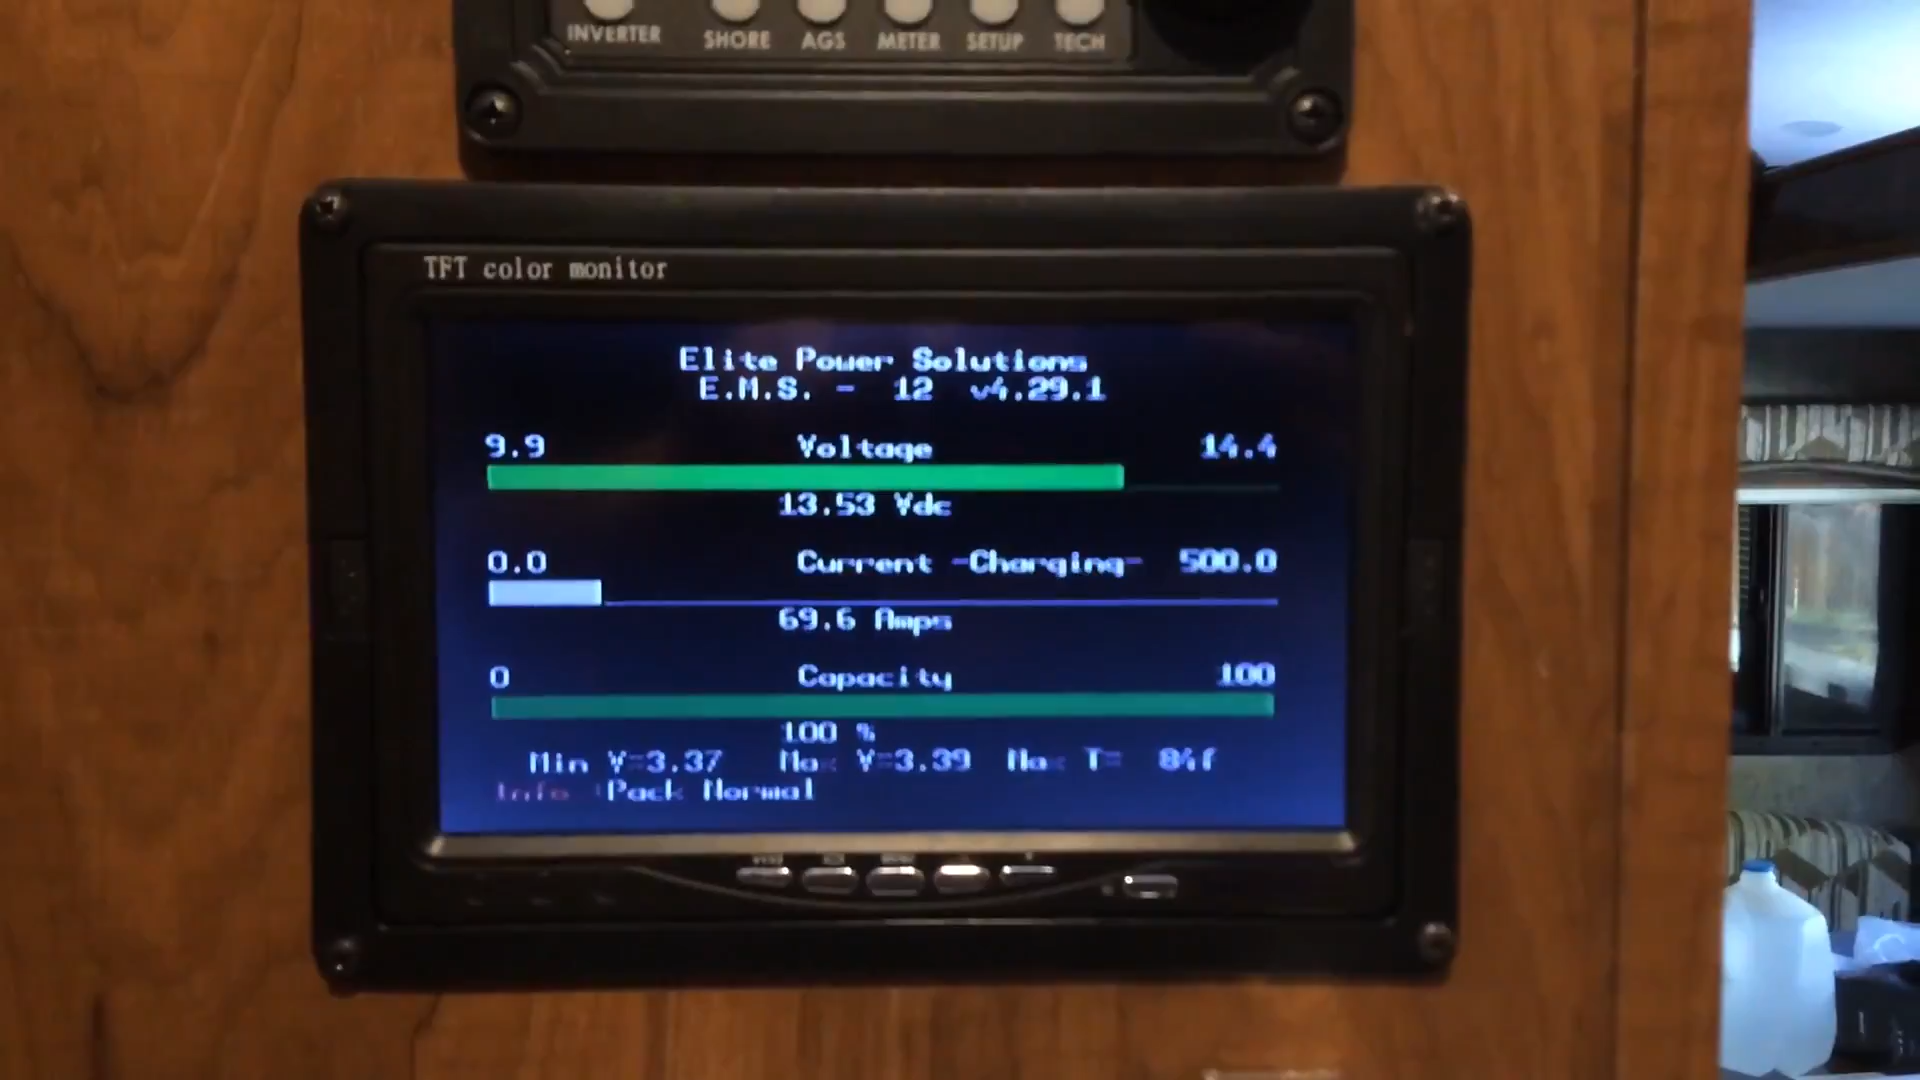 INVERTER SHORE AGS METER SETUP TECH
TFT color monitor
Elite Power Solutions
E.M.S. - 12 v4.29.1
9.9 Voltage 14.4
13.53 Vdc
0.0 Current -Charging- 500.0
69.6 Amps
0 Capacity 100
100 %
Min V=3.37 Max V=3.39 Max T= 84f
Info :Pack Normal